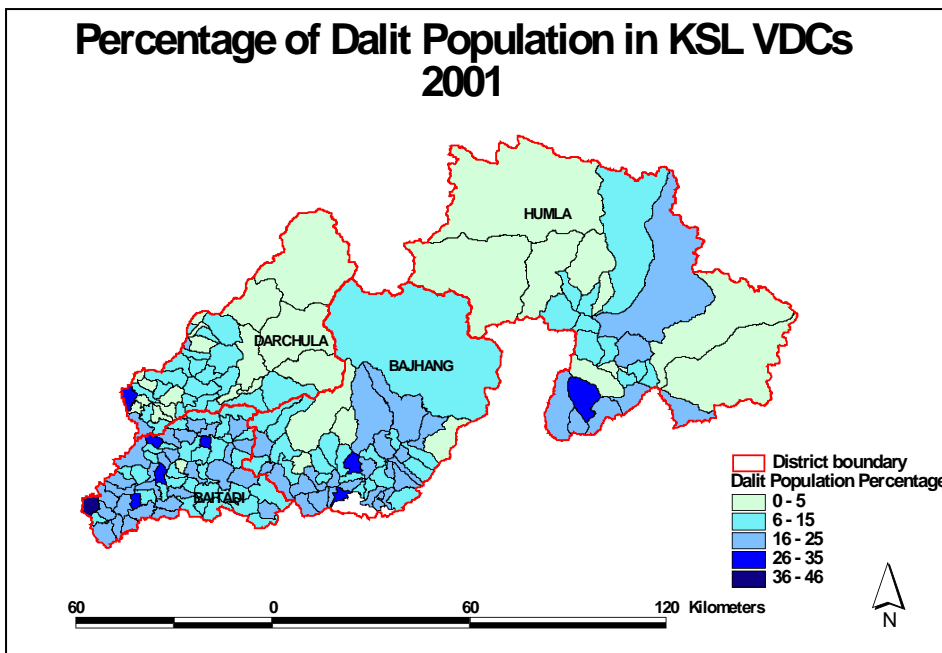 Percentage of Dalit Population in KSL VDCs
2001
HUMLA
DARCHULA
BAJHANG
BAITADI
District boundary
Dalit Population Percentage
0 - 5
6 - 15
16 - 25
26 - 35
36 - 46
60 0 60 120 Kilometers
N